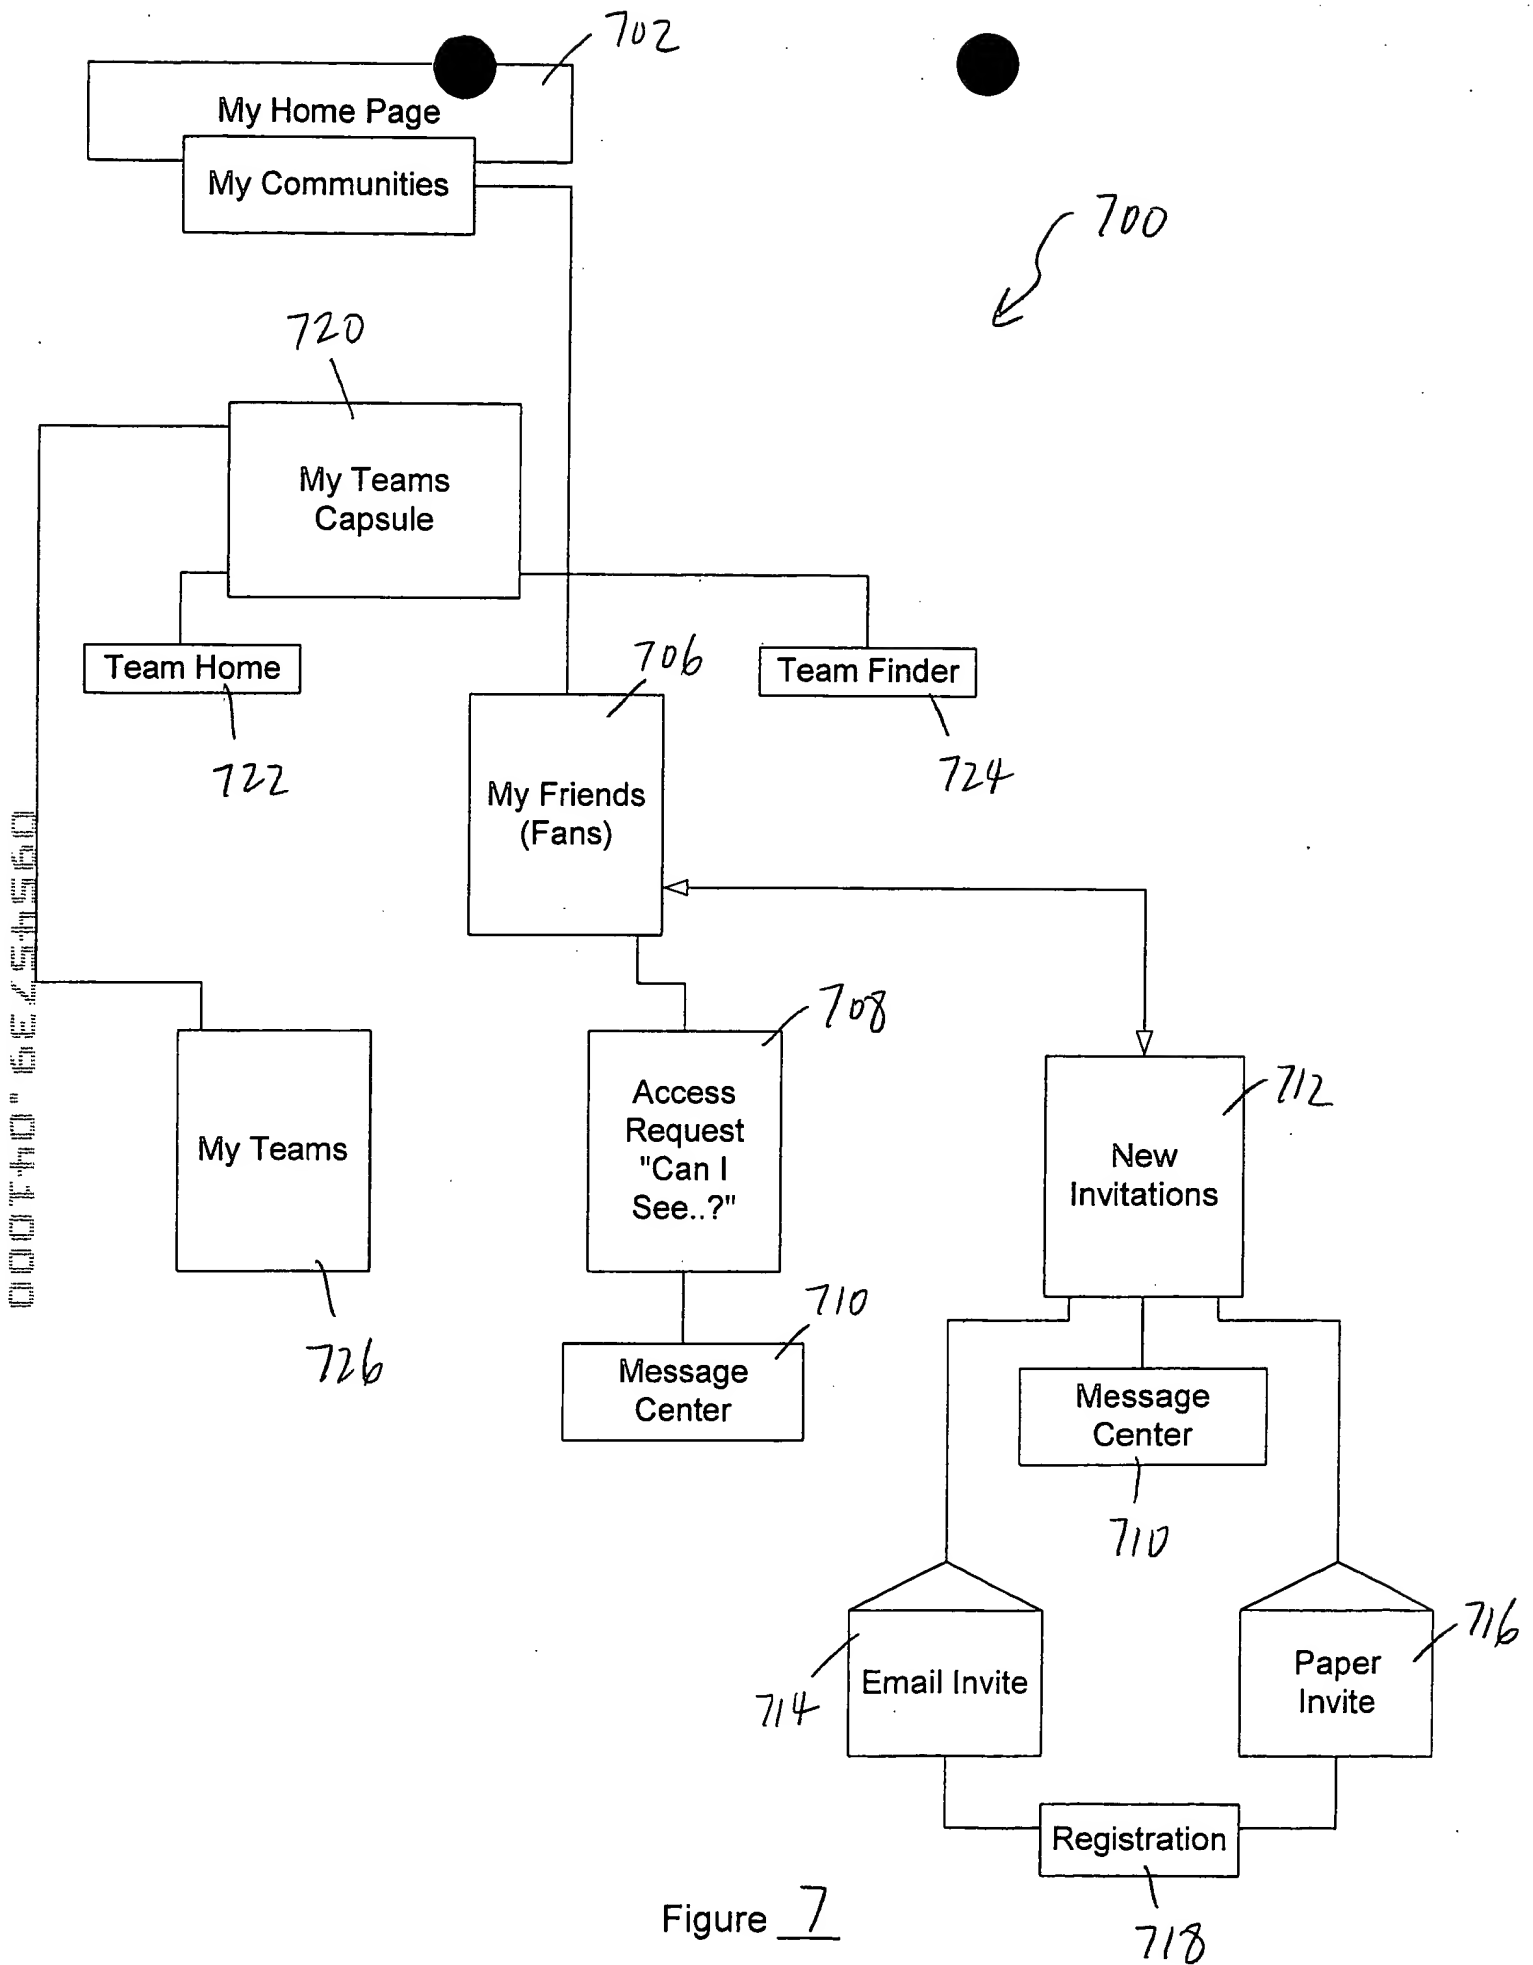 702
My Home Page
My Communities
700
720
My Teams
Capsule
706
Team Home
Team Finder
722
724
My Friends
(Fans)
708
712
Access
Request
"Can I
See..?"
My Teams
New
Invitations
710
726
Message
Center
Message
Center
710
716
Email Invite
Paper
Invite
714
Registration
718
Figure 7
09545739.041000